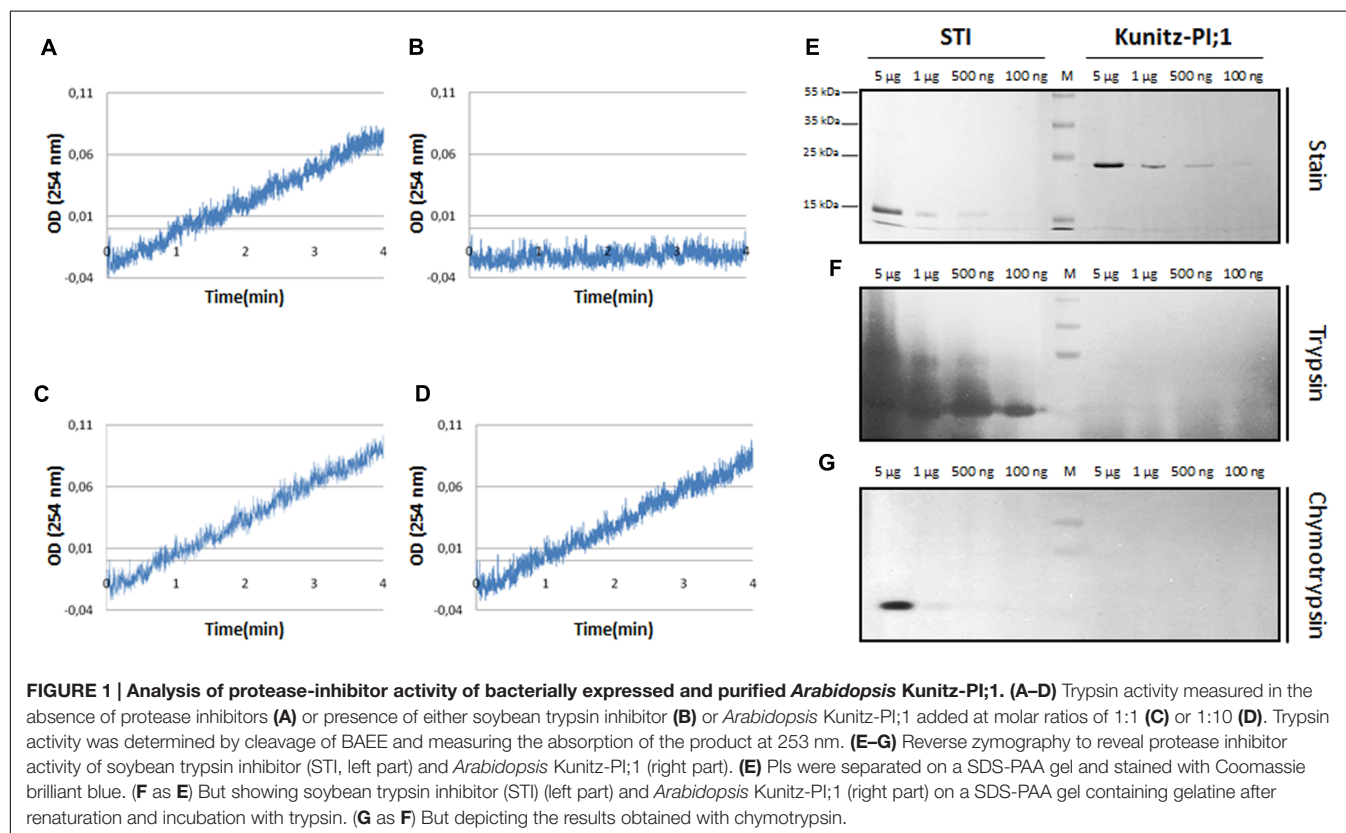 A
0,11
0,06
0,01
-0,04
OD (254 nm)
0 1 2 3 4
Time(min)
B
0,11
0,06
0,01
-0,04
OD (254 nm)
0 1 2 3 4
Time(min)
C
0,11
0,06
0,01
-0,04
OD (254 nm
0 1 2 3 4
Time(min)
D
0,11
0,06
0,01
-0,04
OD (254 nm
0 1 2 3 4
Time(min)
E
STI Kunitz-PI;1
5 µg 1 µg 500 ng 100 ng M 5 µg 1 µg 500 ng 100 ng
55 kDa
35 kDa
25 kDa
15 kDa
Stain
F
5 µg 1 µg 500 ng 100 ng M 5 µg 1 µg 500 ng 100 ng
Trypsin
G
5 µg 1 µg 500 ng 100 ng M 5 µg 1 µg 500 ng 100 ng
Chymotrypsin
FIGURE 1 | Analysis of protease-inhibitor activity of bacterially expressed and purified Arabidopsis Kunitz-PI;1. (A–D) Trypsin activity measured in the
absence of protease inhibitors (A) or presence of either soybean trypsin inhibitor (B) or Arabidopsis Kunitz-PI;1 added at molar ratios of 1:1 (C) or 1:10 (D). Trypsin
activity was determined by cleavage of BAEE and measuring the absorption of the product at 253 nm. (E–G) Reverse zymography to reveal protease inhibitor
activity of soybean trypsin inhibitor (STI, left part) and Arabidopsis Kunitz-PI;1 (right part). (E) PIs were separated on a SDS-PAA gel and stained with Coomassie
brilliant blue. (F as E) But showing soybean trypsin inhibitor (STI) (left part) and Arabidopsis Kunitz-PI;1 (right part) on a SDS-PAA gel containing gelatine after
renaturation and incubation with trypsin. (G as F) But depicting the results obtained with chymotrypsin.